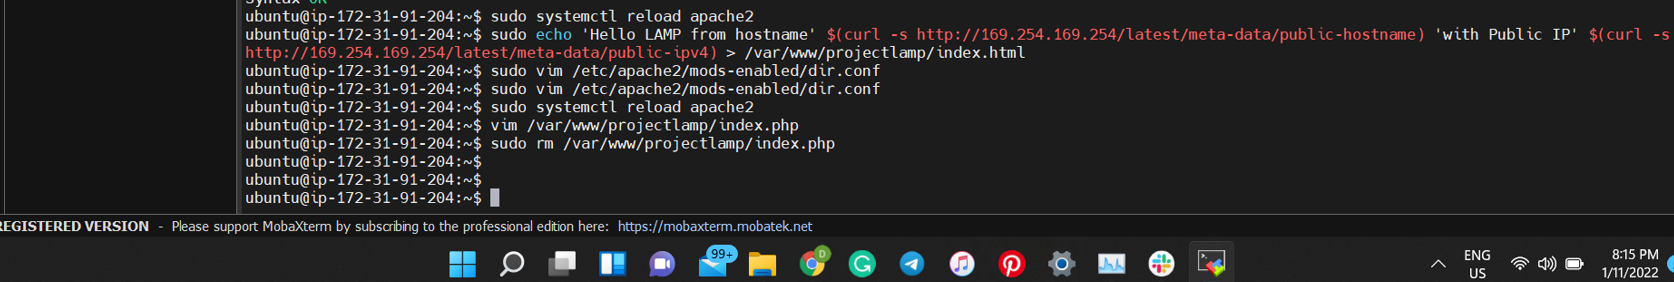 Syntax OK
ubuntu@ip-172-31-91-204:~$ sudo systemctl reload apache2
ubuntu@ip-172-31-91-204:~$ sudo echo 'Hello LAMP from hostname' $(curl -s http://169.254.169.254/latest/meta-data/public-hostname) 'with Public IP' $(curl -s
http://169.254.169.254/latest/meta-data/public-ipv4) > /var/www/projectlamp/index.html
ubuntu@ip-172-31-91-204:~$ sudo vim /etc/apache2/mods-enabled/dir.conf
ubuntu@ip-172-31-91-204:~$ sudo vim /etc/apache2/mods-enabled/dir.conf
ubuntu@ip-172-31-91-204:~$ sudo systemctl reload apache2
ubuntu@ip-172-31-91-204:~$ vim /var/www/projectlamp/index.php
ubuntu@ip-172-31-91-204:~$ sudo rm /var/www/projectlamp/index.php
ubuntu@ip-172-31-91-204:~$
ubuntu@ip-172-31-91-204:~$
ubuntu@ip-172-31-91-204:~$
REGISTERED VERSION - Please support MobaXterm by subscribing to the professional edition here: https://mobaxterm.mobatek.net
99+
D
ENG
US
8:15 PM
1/11/2022